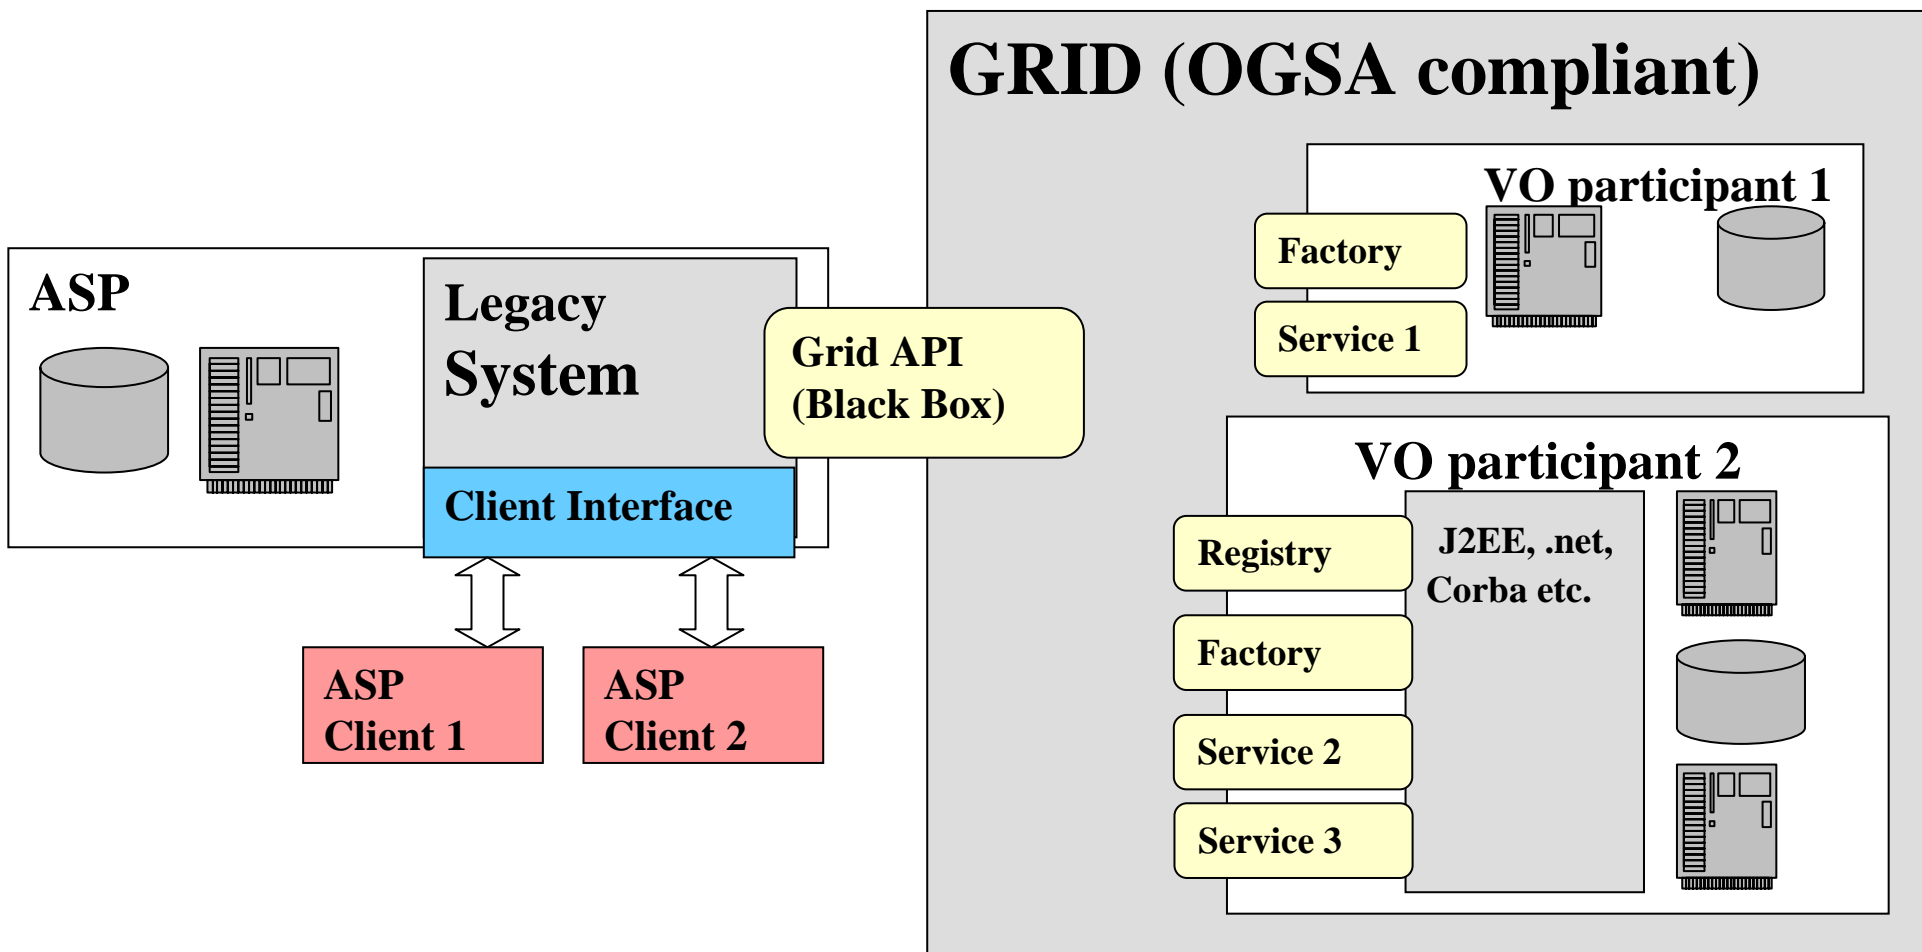 GRID (OGSA compliant)
VO participant 1
Factory
Service 1
ASP
Legacy
System
Grid API
(Black Box)
Client Interface
ASP
Client 1
ASP
Client 2
VO participant 2
Registry
Factory
Service 2
Service 3
J2EE, .net,
Corba etc.